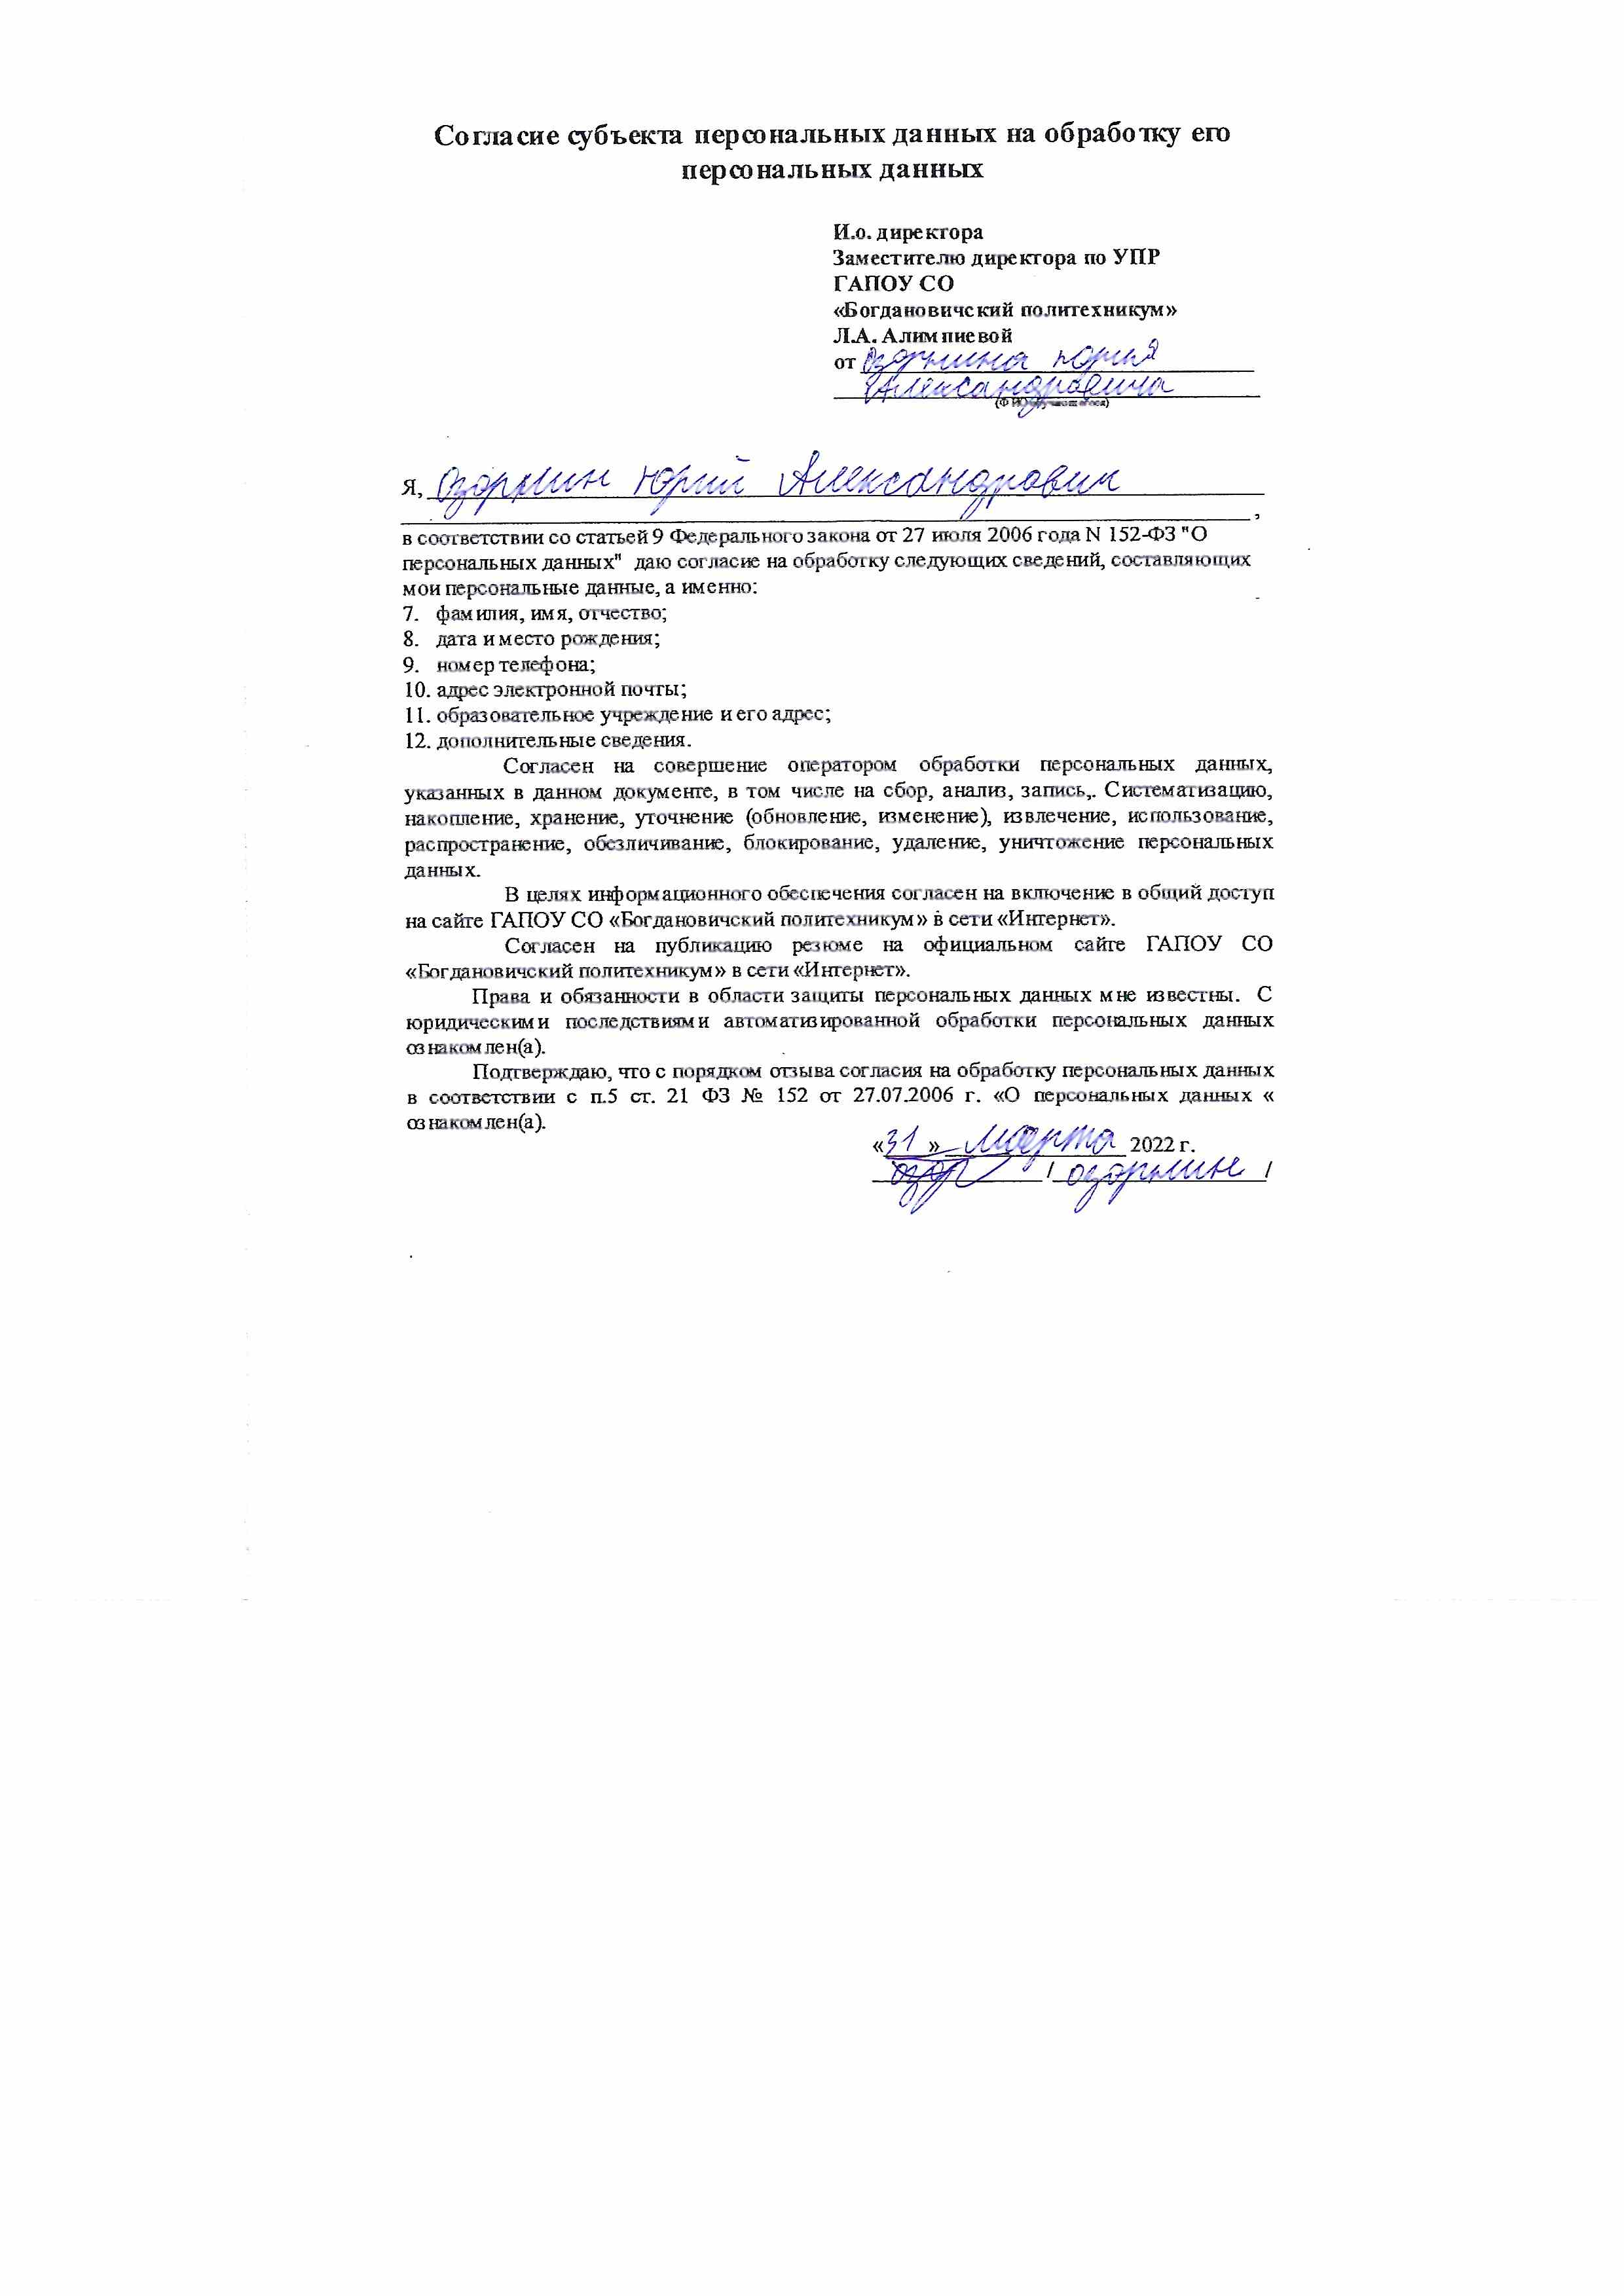 Согласие субъекта персональных данных на обработку его
персональных данных
И.о. директора
Заместителю директора по УПР
ГАПОУ СО
«Богдановичский политехникум»
Л.А. Алимпиевой
от Озорнина Юрия
Александровича
Я, Озорнин Юрий Александрович
,
в соответствии со статьей 9 Федерального закона от 27 июля 2006 года N 152-ФЗ "О
персональных данных" даю согласие на обработку следующих сведений, составляющих
мои персональные данные, а именно:
7. фамилия, имя, отчество;
8. дата и место рождения;
9. номер телефона;
10. адрес электронной почты;
11. образовательное учреждение и его адрес;
12. дополнительные сведения.
Согласен на совершение оператором обработки персональных данных,
указанных в данном документе, в том числе на сбор, анализ, запись,. Систематизацию,
накопление, хранение, уточнение (обновление, изменение), извлечение, использование,
распространение, обезличивание, блокирование, удаление, уничтожение персональных
данных.
В целях информационного обеспечения согласен на включение в общий доступ
на сайте ГАПОУ СО «Богдановичский политехникум» в сети «Интернет».
Согласен на публикацию резюме на официальном сайте ГАПОУ СО
«Богдановичский политехникум» в сети «Интернет».
Права и обязанности в области защиты персональных данных мне известны. С
юридическими последствиями автоматизированной обработки персональных данных
ознакомлен(а).
Подтверждаю, что с порядком отзыва согласия на обработку персональных данных
в соответствии с п.5 ст. 21 ФЗ № 152 от 27.07.2006 г. «О персональных данных «
ознакомлен(а).
«31» марта 2022 г.
/ Озорнин /